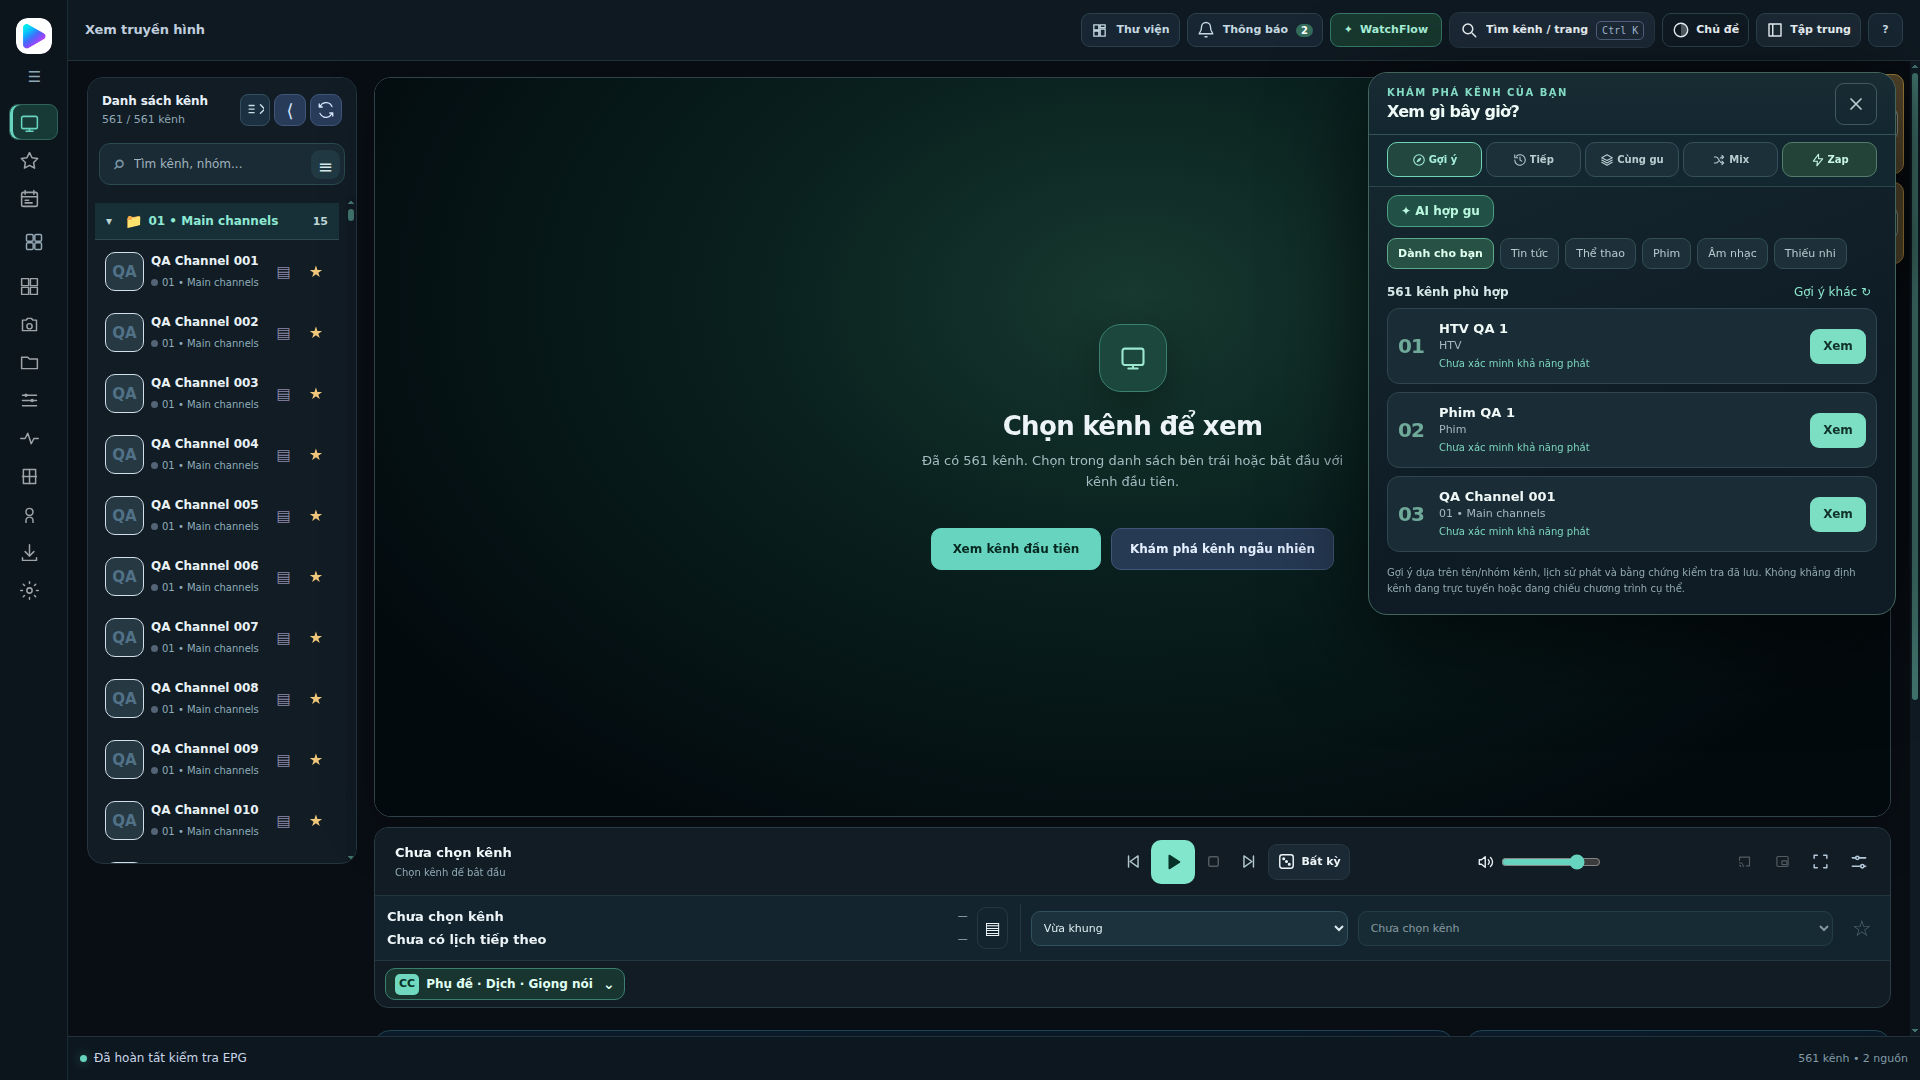 Xem truyền hình
Thư viện
Thông báo 2
✦ WatchFlow
Tìm kênh / trang Ctrl K
Chủ đề
Tập trung
?
Danh sách kênh
561 / 561 kênh
Tìm kênh, nhóm...
01 • Main channels 15
QA QA Channel 001
01 • Main channels
QA QA Channel 002
01 • Main channels
QA QA Channel 003
01 • Main channels
QA QA Channel 004
01 • Main channels
QA QA Channel 005
01 • Main channels
QA QA Channel 006
01 • Main channels
QA QA Channel 007
01 • Main channels
QA QA Channel 008
01 • Main channels
QA QA Channel 009
01 • Main channels
QA QA Channel 010
01 • Main channels
Chọn kênh để xem
Đã có 561 kênh. Chọn trong danh sách bên trái hoặc bắt đầu với
kênh đầu tiên.
Xem kênh đầu tiên
Khám phá kênh ngẫu nhiên
KHÁM PHÁ KÊNH CỦA BẠN
Xem gì bây giờ?
Gợi ý
Tiếp
Cùng gu
Mix
Zap
✦ AI hợp gu
Dành cho bạn
Tin tức
Thể thao
Phim
Âm nhạc
Thiếu nhi
561 kênh phù hợp
Gợi ý khác ↻
01 HTV QA 1
HTV
Chưa xác minh khả năng phát
Xem
02 Phim QA 1
Phim
Chưa xác minh khả năng phát
Xem
03 QA Channel 001
01 • Main channels
Chưa xác minh khả năng phát
Xem
Gợi ý dựa trên tên/nhóm kênh, lịch sử phát và bằng chứng kiểm tra đã lưu. Không khẳng định
kênh đang trực tuyến hoặc đang chiếu chương trình cụ thể.
Chưa chọn kênh
Chọn kênh để bắt đầu
Bất kỳ
Chưa chọn kênh —
Chưa có lịch tiếp theo —
Vừa khung
Chưa chọn kênh
CC Phụ đề · Dịch · Giọng nói
Đã hoàn tất kiểm tra EPG
561 kênh • 2 nguồn